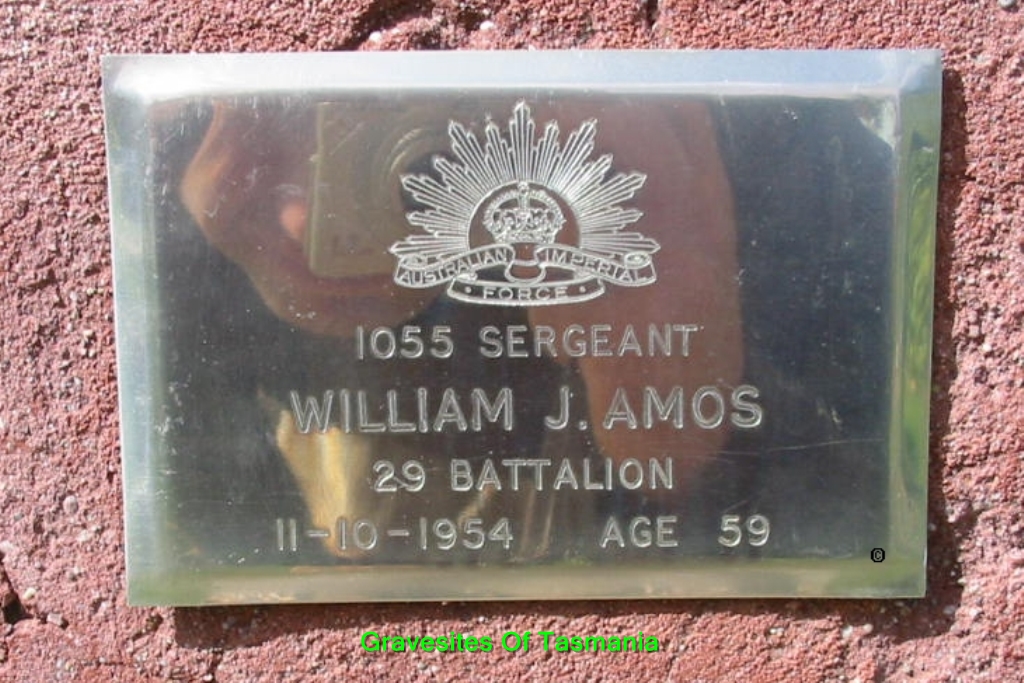 AUSTRALIAN IMPERIAL
• FORCE •
1055 SERGEANT
WILLIAM J. AMOS
29 BATTALION
11-10-1954 AGE 59
©
Gravesites Of Tasmania